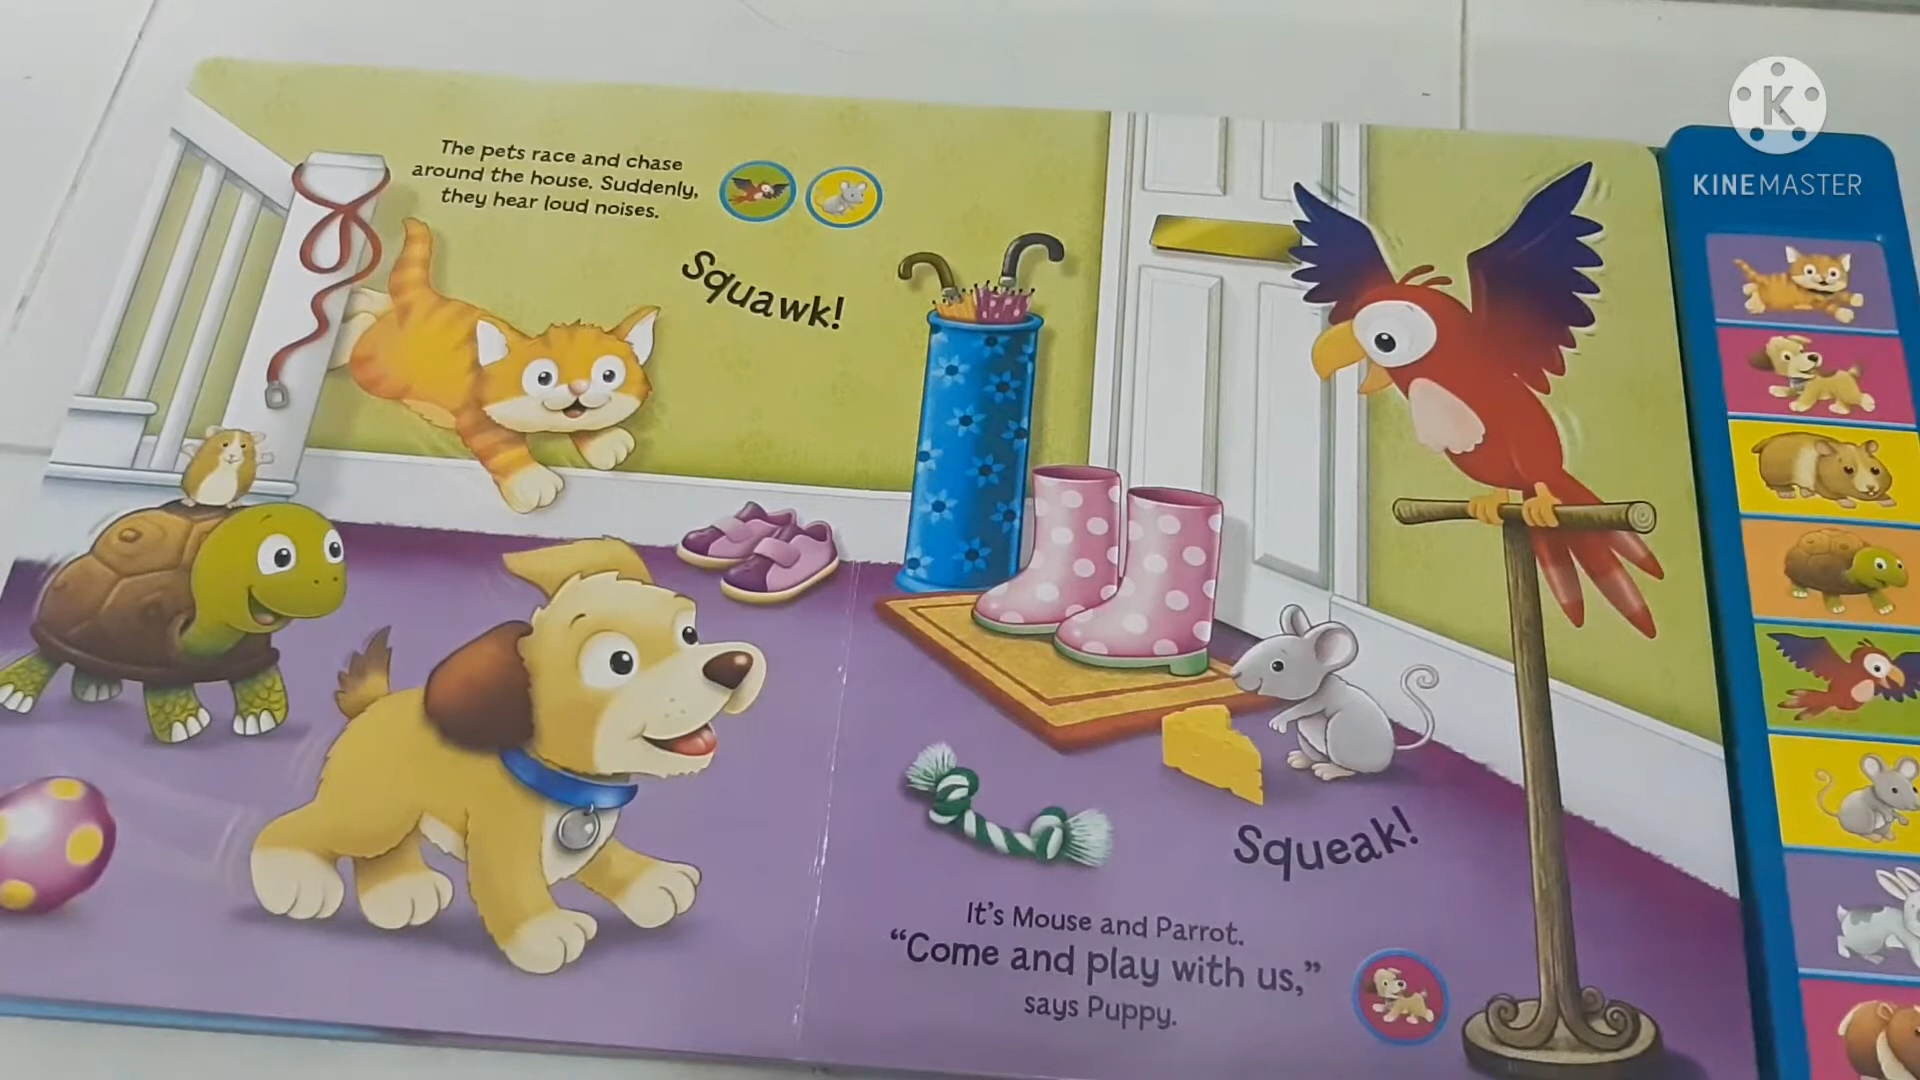 The pets race and chase
around the house. Suddenly,
they hear loud noises.
Squawk!
Squeak!
It's Mouse and Parrot.
“Come and play with us,”
says Puppy.
K
KINEMASTER